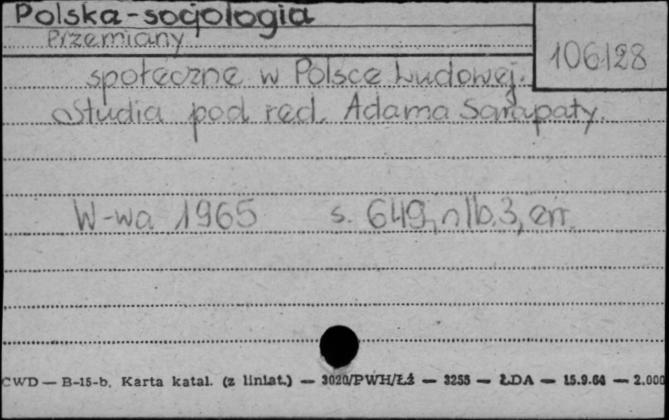 Polska-socjologia
Przemiany
106128
społeczne w Polsce Ludowej.
Studia pod red. Adama Sarapaty.
W-wa 1965 s. 649, nlb. 3, err.
CWD — B-15-b. Karta katal. (z liniat.) — 3020/PWH/Łź — 3255 — ŁDA — 15.9.64 — 2.000